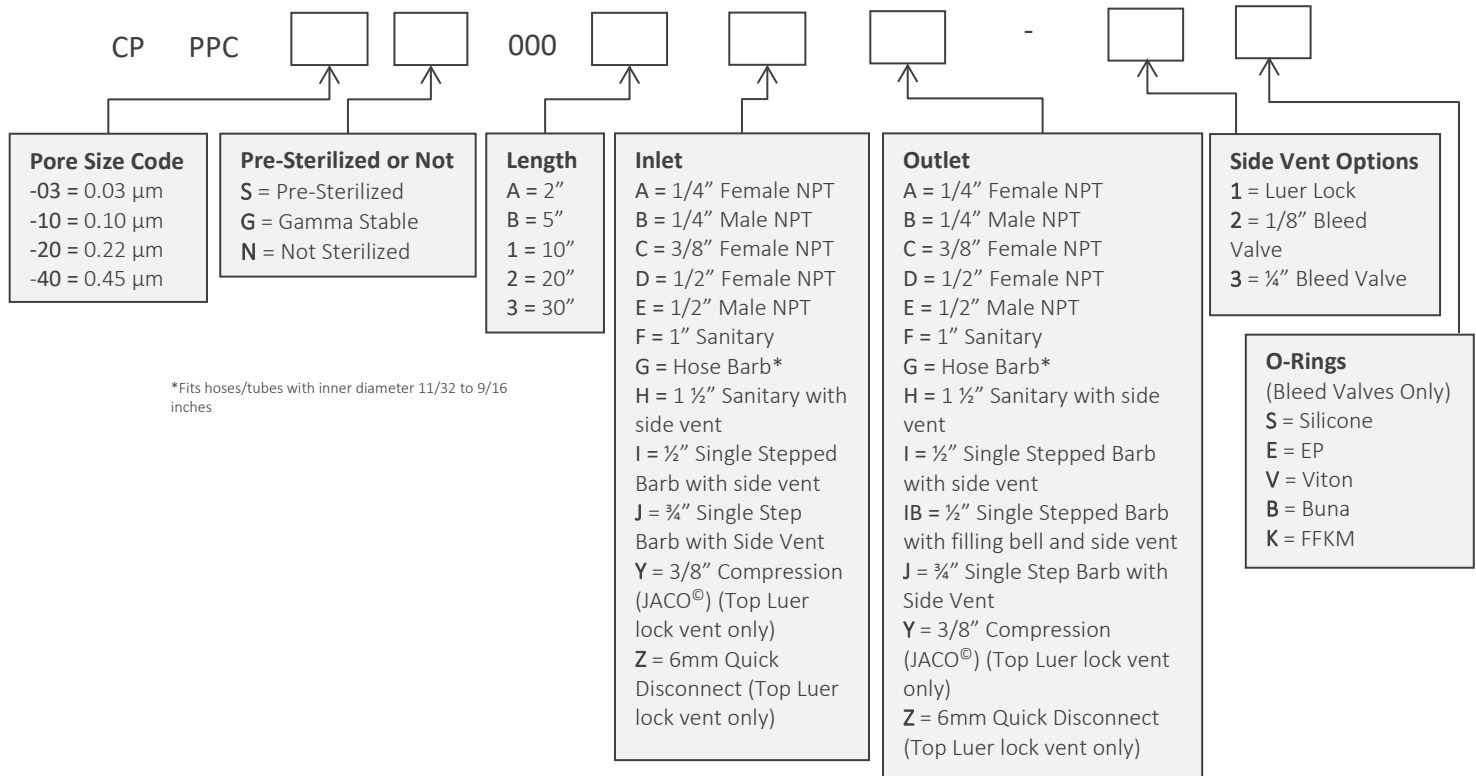 CP PPC 000 -
Pore Size Code
-03 = 0.03 µm
-10 = 0.10 µm
-20 = 0.22 µm
-40 = 0.45 µm
Pre-Sterilized or Not
S = Pre-Sterilized
G = Gamma Stable
N = Not Sterilized
Length
A = 2”
B = 5”
1 = 10”
2 = 20”
3 = 30”
Inlet
A = 1/4” Female NPT
B = 1/4” Male NPT
C = 3/8” Female NPT
D = 1/2” Female NPT
E = 1/2” Male NPT
F = 1” Sanitary
G = Hose Barb*
H = 1 ½” Sanitary with
side vent
I = ½” Single Stepped
Barb with side vent
J = ¾” Single Step
Barb with Side Vent
Y = 3/8” Compression
(JACO©) (Top Luer
lock vent only)
Z = 6mm Quick
Disconnect (Top Luer
lock vent only)
Outlet
A = 1/4” Female NPT
B = 1/4” Male NPT
C = 3/8” Female NPT
D = 1/2” Female NPT
E = 1/2” Male NPT
F = 1” Sanitary
G = Hose Barb*
H = 1 ½” Sanitary with side
vent
I = ½” Single Stepped Barb
with side vent
IB = ½” Single Stepped Barb
with filling bell and side vent
J = ¾” Single Step Barb with
Side Vent
Y = 3/8” Compression
(JACO©) (Top Luer lock vent
only)
Z = 6mm Quick Disconnect
(Top Luer lock vent only)
Side Vent Options
1 = Luer Lock
2 = 1/8” Bleed
Valve
3 = ¼” Bleed Valve
O-Rings
(Bleed Valves Only)
S = Silicone
E = EP
V = Viton
B = Buna
K = FFKM
*Fits hoses/tubes with inner diameter 11/32 to 9/16
inches